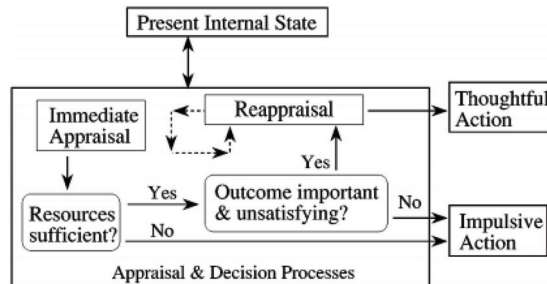 Present Internal State
Immediate
Appraisal
Reappraisal
Thoughtful
Action
Yes
Resources
sufficient?
Yes
No
Outcome important
& unsatisfying?
No
Impulsive
Action
Appraisal & Decision Processes